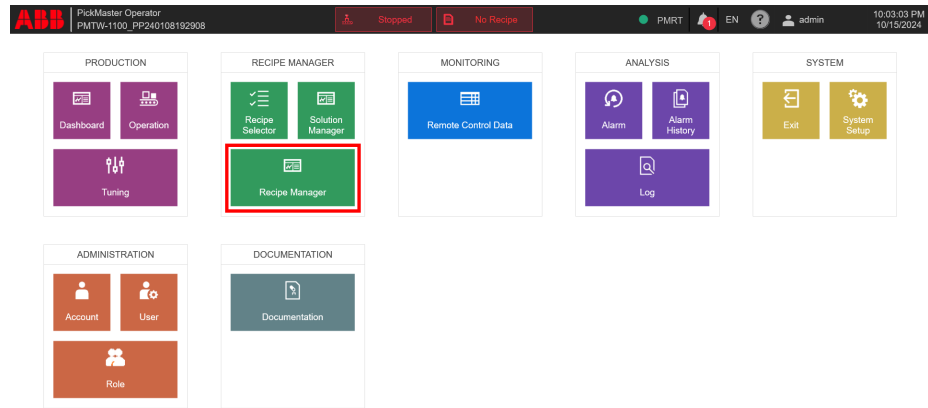 ABB
PickMaster Operator
PMTW-1100_PP240108192908
Stopped
No Recipe
PMRT
1
EN
?
admin
10:03:03 PM
10/15/2024
PRODUCTION
Dashboard
Operation
Tuning
RECIPE MANAGER
Recipe
Selector
Solution
Manager
Recipe Manager
MONITORING
Remote Control Data
ANALYSIS
Alarm
Alarm
History
Log
SYSTEM
Exit
System
Setup
ADMINISTRATION
Account
User
Role
DOCUMENTATION
Documentation